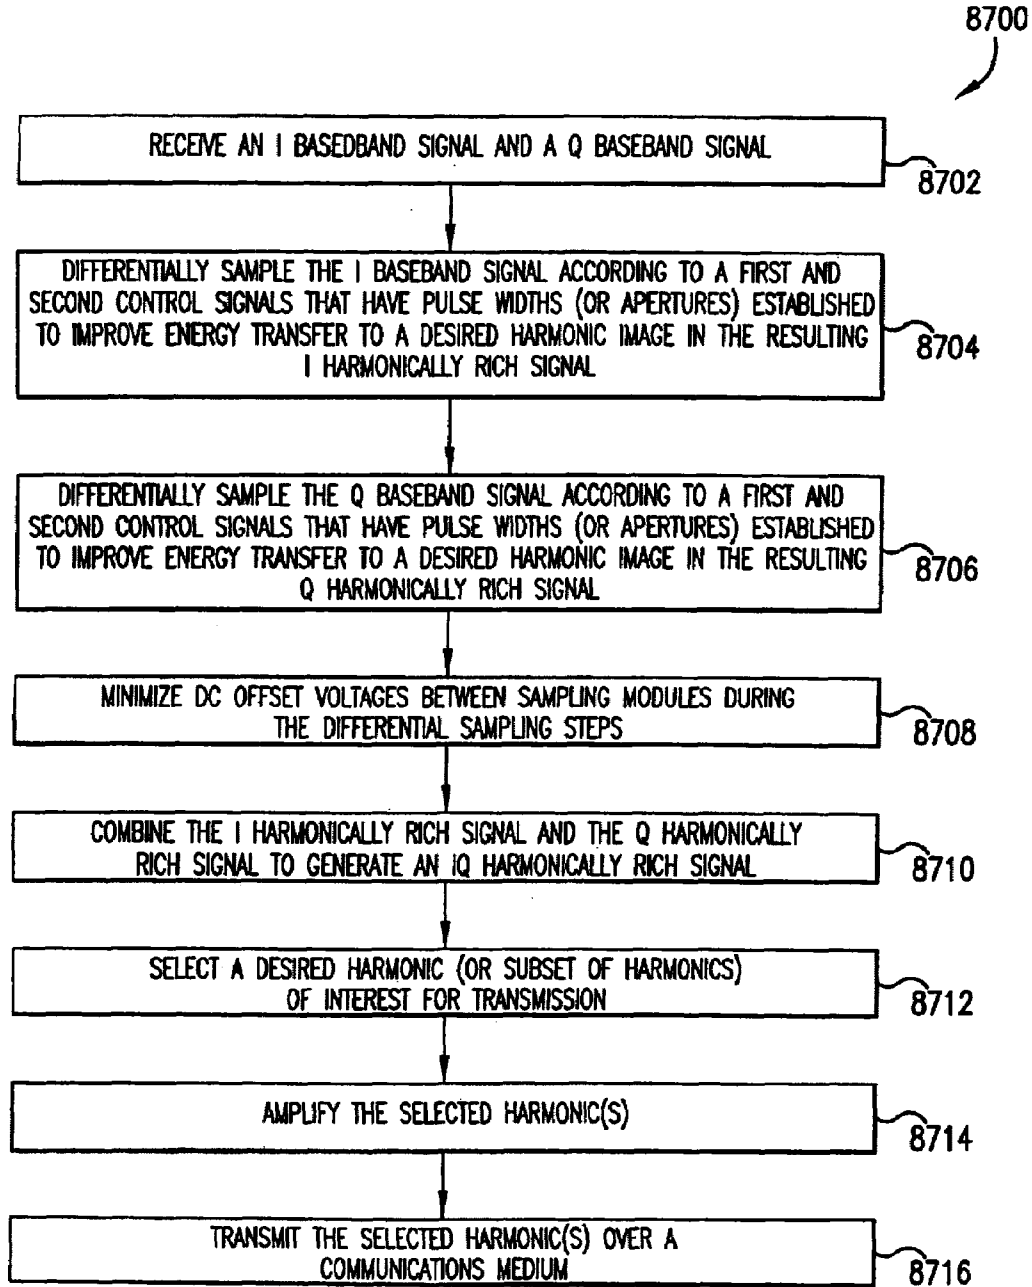 8700
RECEIVE AN I BASEDBAND SIGNAL AND A Q BASEBAND SIGNAL
8702
DIFFERENTIALLY SAMPLE THE I BASEBAND SIGNAL ACCORDING TO A FIRST AND
SECOND CONTROL SIGNALS THAT HAVE PULSE WIDTHS (OR APERTURES) ESTABLISHED
TO IMPROVE ENERGY TRANSFER TO A DESIRED HARMONIC IMAGE IN THE RESULTING
I HARMONICALLY RICH SIGNAL
8704
DIFFERENTIALLY SAMPLE THE Q BASEBAND SIGNAL ACCORDING TO A FIRST AND
SECOND CONTROL SIGNALS THAT HAVE PULSE WIDTHS (OR APERTURES) ESTABLISHED
TO IMPROVE ENERGY TRANSFER TO A DESIRED HARMONIC IMAGE IN THE RESULTING
Q HARMONICALLY RICH SIGNAL
8706
MINIMIZE DC OFFSET VOLTAGES BETWEEN SAMPLING MODULES DURING
THE DIFFERENTIAL SAMPLING STEPS
8708
COMBINE THE I HARMONICALLY RICH SIGNAL AND THE Q HARMONICALLY
RICH SIGNAL TO GENERATE AN IQ HARMONICALLY RICH SIGNAL
8710
SELECT A DESIRED HARMONIC (OR SUBSET OF HARMONICS)
OF INTEREST FOR TRANSMISSION
8712
AMPLIFY THE SELECTED HARMONIC(S)
8714
TRANSMIT THE SELECTED HARMONIC(S) OVER A
COMMUNICATIONS MEDIUM
8716